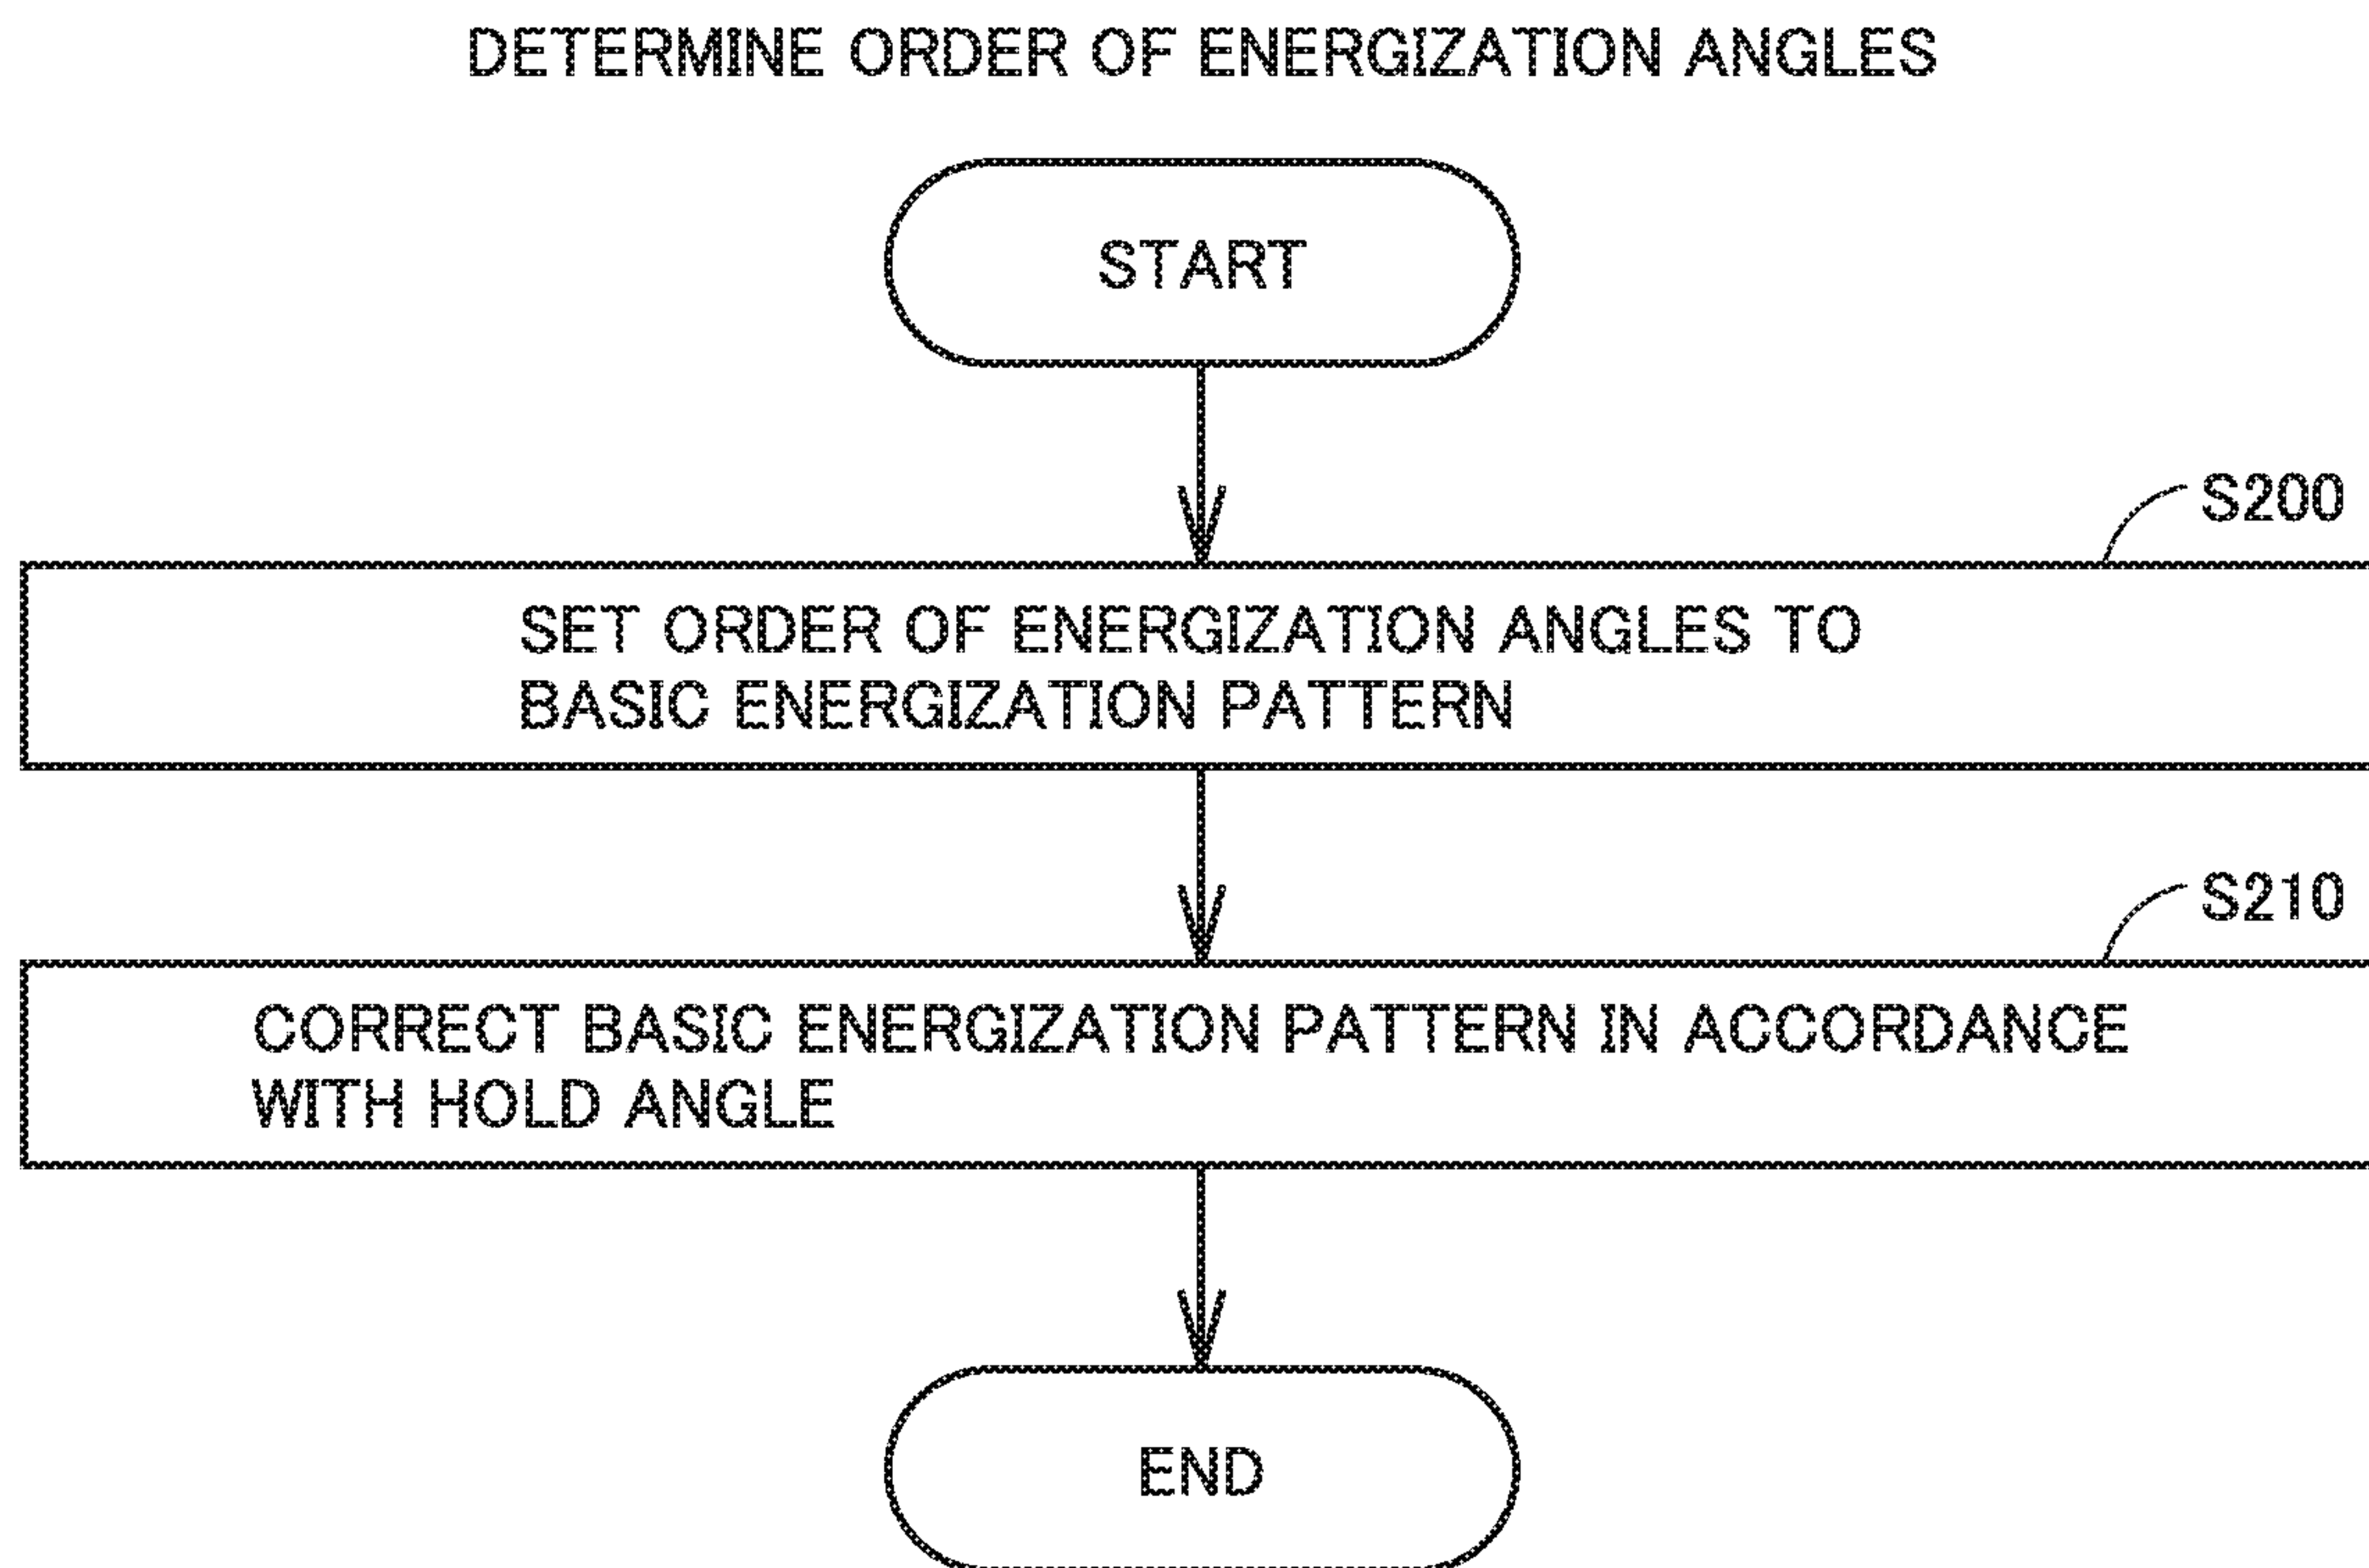 DETERMINE ORDER OF ENERGIZATION ANGLES
START
S200
SET ORDER OF ENERGIZATION ANGLES TO
BASIC ENERGIZATION PATTERN
S210
CORRECT BASIC ENERGIZATION PATTERN IN ACCORDANCE
WITH HOLD ANGLE
END